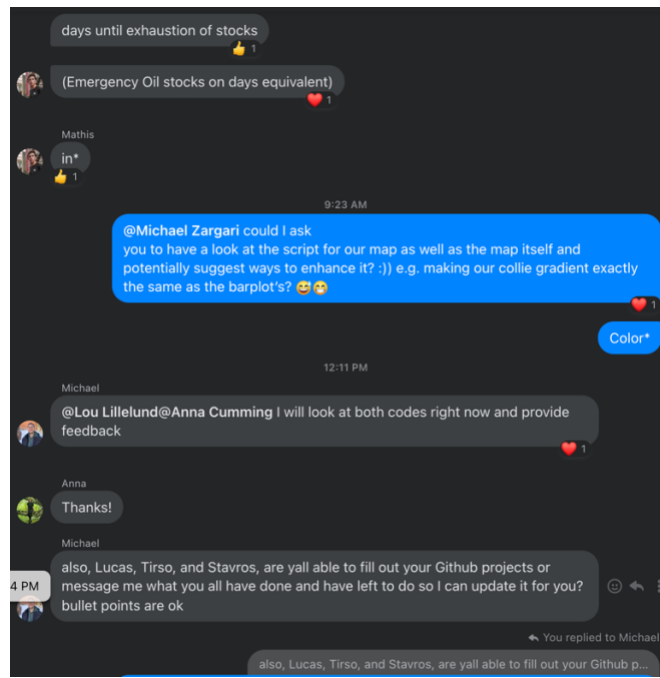 days until exhaustion of stocks
👍 1
(Emergency Oil stocks on days equivalent)
❤️ 1
Mathis
in*
👍 1
9:23 AM
@Michael Zargari could I ask
you to have a look at the script for our map as well as the map itself and
potentially suggest ways to enhance it? :)) e.g. making our collie gradient exactly
the same as the barplot's? 😅😁
❤️ 1
Color*
12:11 PM
Michael
@Lou Lillelund@Anna Cumming I will look at both codes right now and provide
feedback
❤️ 1
Anna
Thanks!
Michael
also, Lucas, Tirso, and Stavros, are yall able to fill out your Github projects or
message me what you all have done and have left to do so I can update it for you?
bullet points are ok
4 PM
You replied to Michael
also, Lucas, Tirso, and Stavros, are yall able to fill out your Github p...